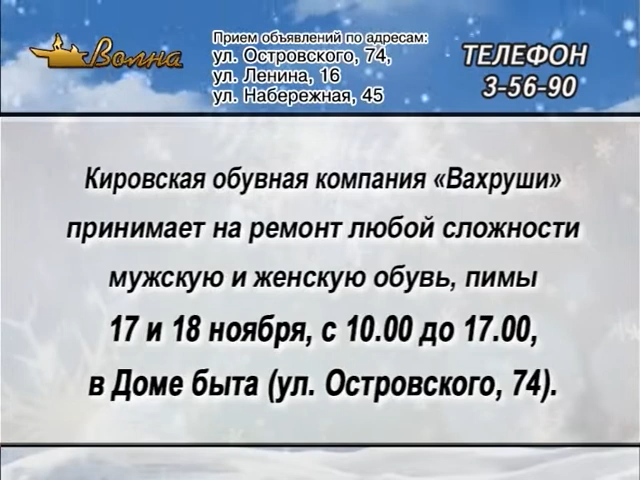 Волна
Прием объявлений по адресам:
ул. Островского, 74,
ул. Ленина, 16
ул. Набережная, 45
ТЕЛЕФОН
3-56-90
Кировская обувная компания «Вахруши»
принимает на ремонт любой сложности
мужскую и женскую обувь, пимы
17 и 18 ноября, с 10.00 до 17.00,
в Доме быта (ул. Островского, 74).